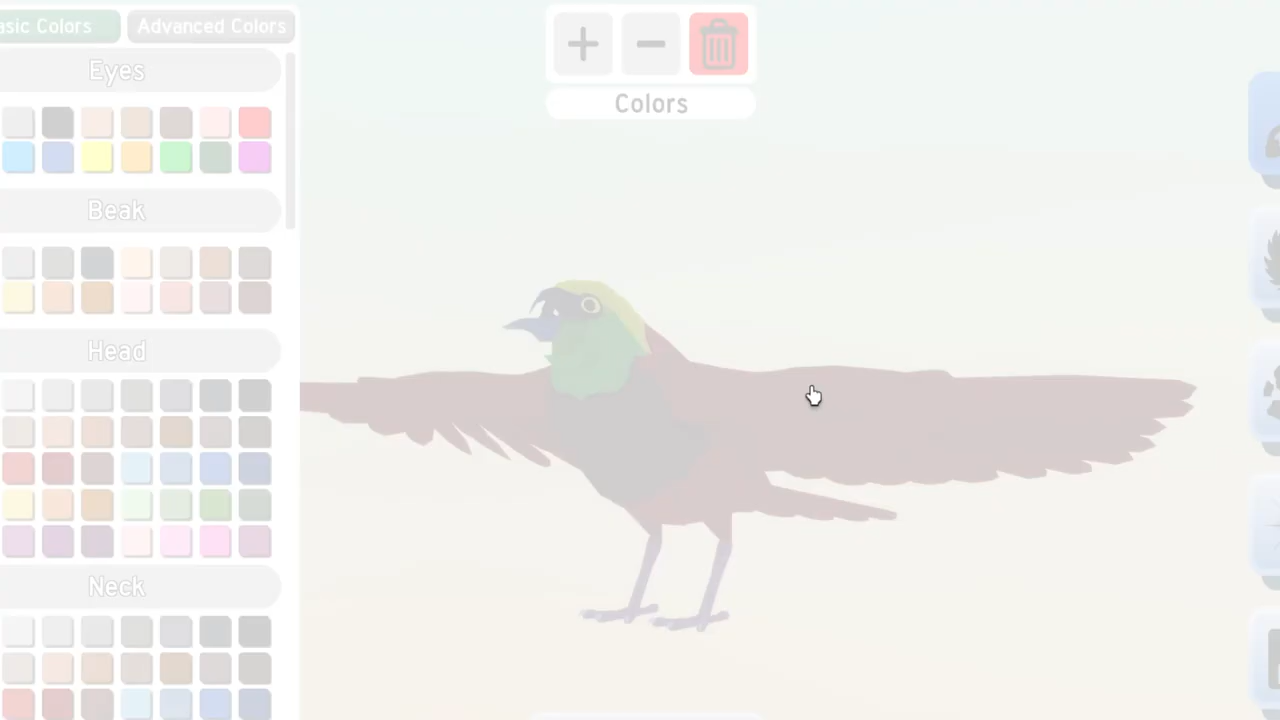 asic Colors
Advanced Colors
Colors
Eyes
Beak
Head
Neck